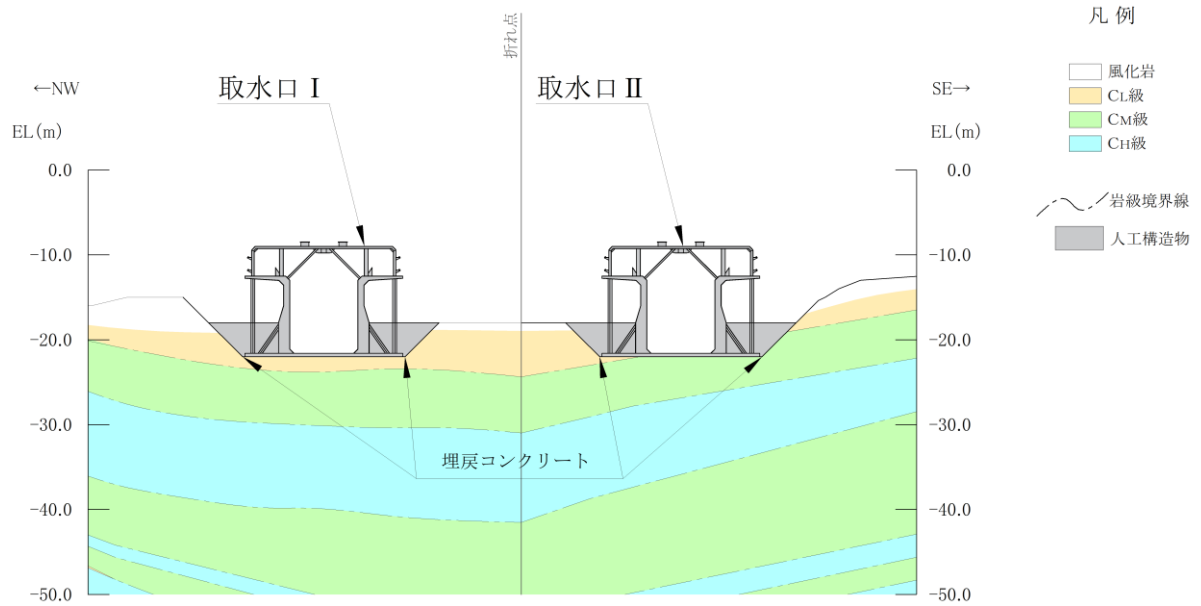 折れ点
凡 例
←NW
取水口 Ⅰ
取水口 Ⅱ
SE→
風化岩
CL級
CM級
CH級
EL(m)
EL(m)
0.0
0.0
岩級境界線
人工構造物
-10.0
-10.0
-20.0
-20.0
-30.0
-30.0
埋戻コンクリート
-40.0
-40.0
-50.0
-50.0